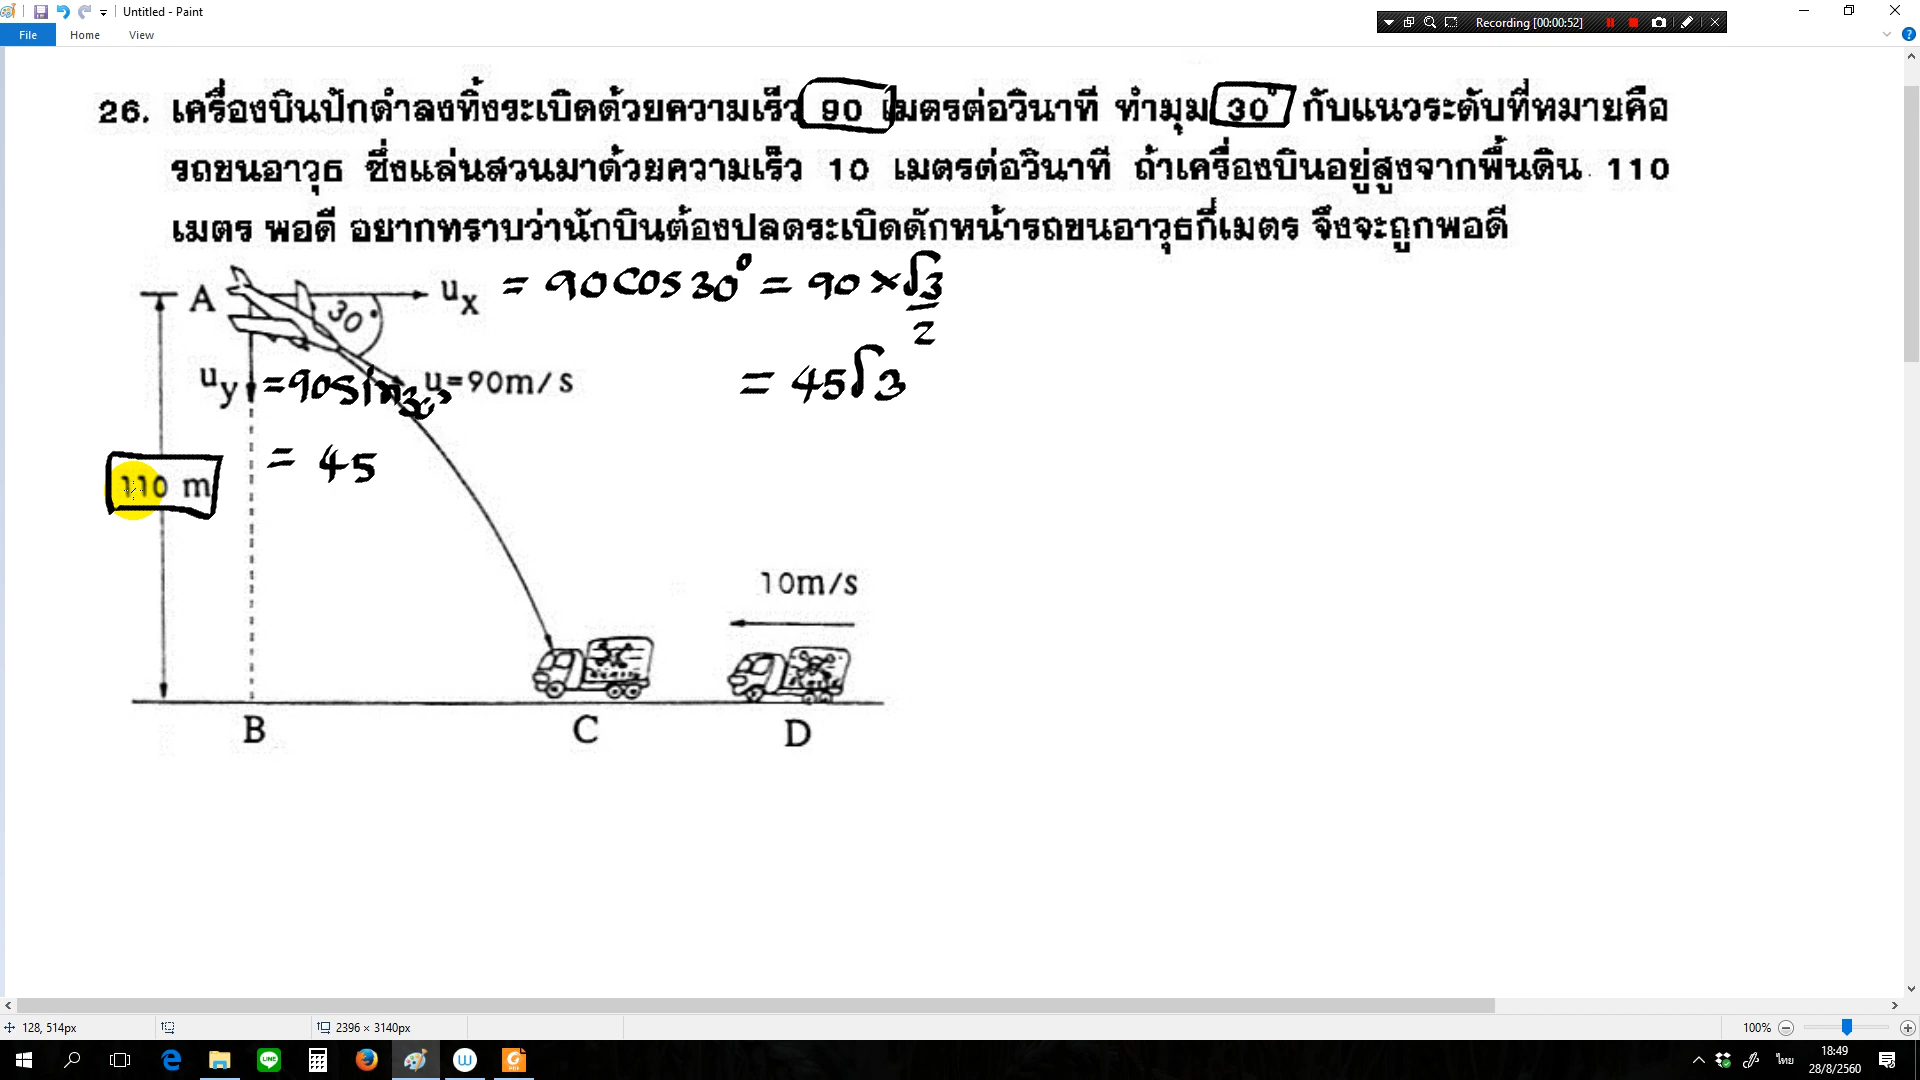 Untitled - Paint
Recording [00:00:52]
File Home View
26. เครื่องบินปักดำลงทิ้งระเบิดด้วยความเร็ว 90 เมตรต่อวินาที ทำมุม 30° กับแนวระดับที่หมายคือ
รถขนอาวุธ ซึ่งแล่นสวนมาด้วยความเร็ว 10 เมตรต่อวินาที ถ้าเครื่องบินอยู่สูงจากพื้นดิน 110
เมตร พอดี อยากทราบว่านักบินต้องปลดระเบิดดักหน้ารถขนอาวุธกี่เมตร จึงจะถูกพอดี
A 30° ux = 90 cos 30° = 90 × √3/2
uy = 90 sin 30° u=90m/s = 45√3
= 45
110 m
10m/s
B C D
128, 514px 2396 × 3140px 100%
LINE
W
PDF
ไทย 18:49
28/8/2560